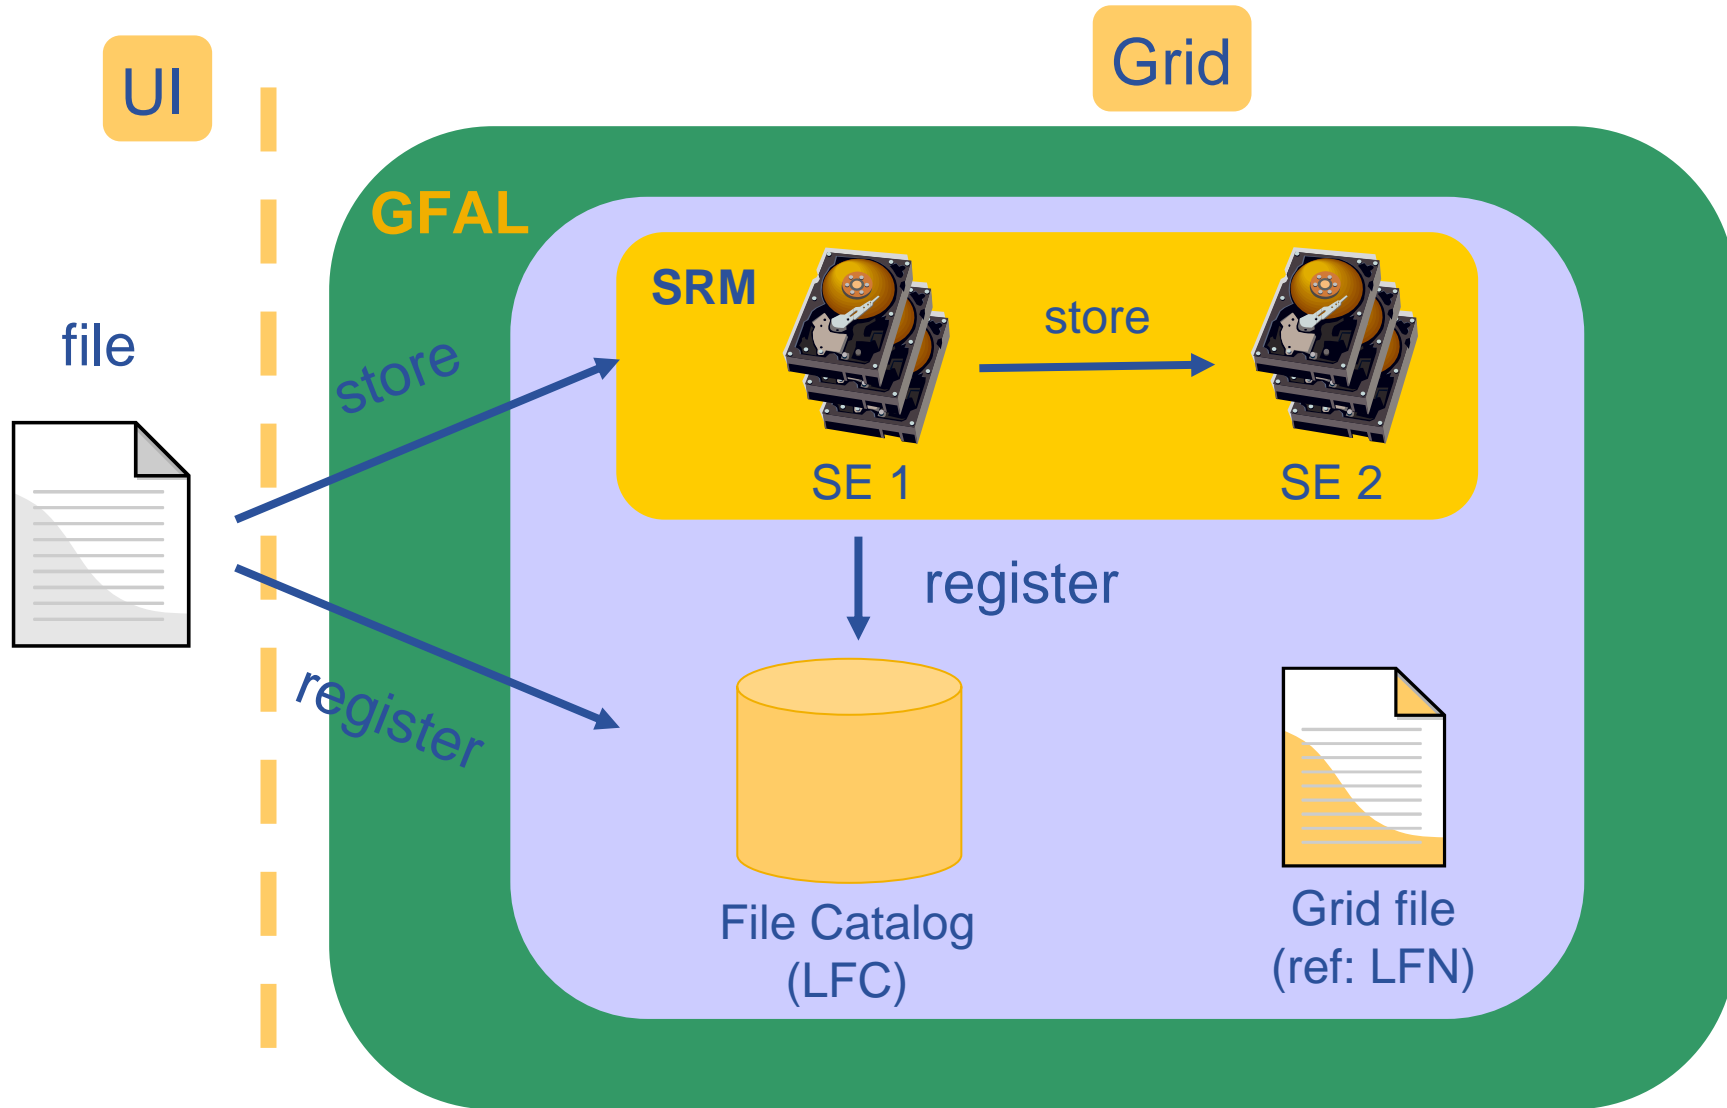 UI
Grid
GFAL
SRM
store
file
store
SE 1
SE 2
register
register
File Catalog
(LFC)
Grid file
(ref: LFN)